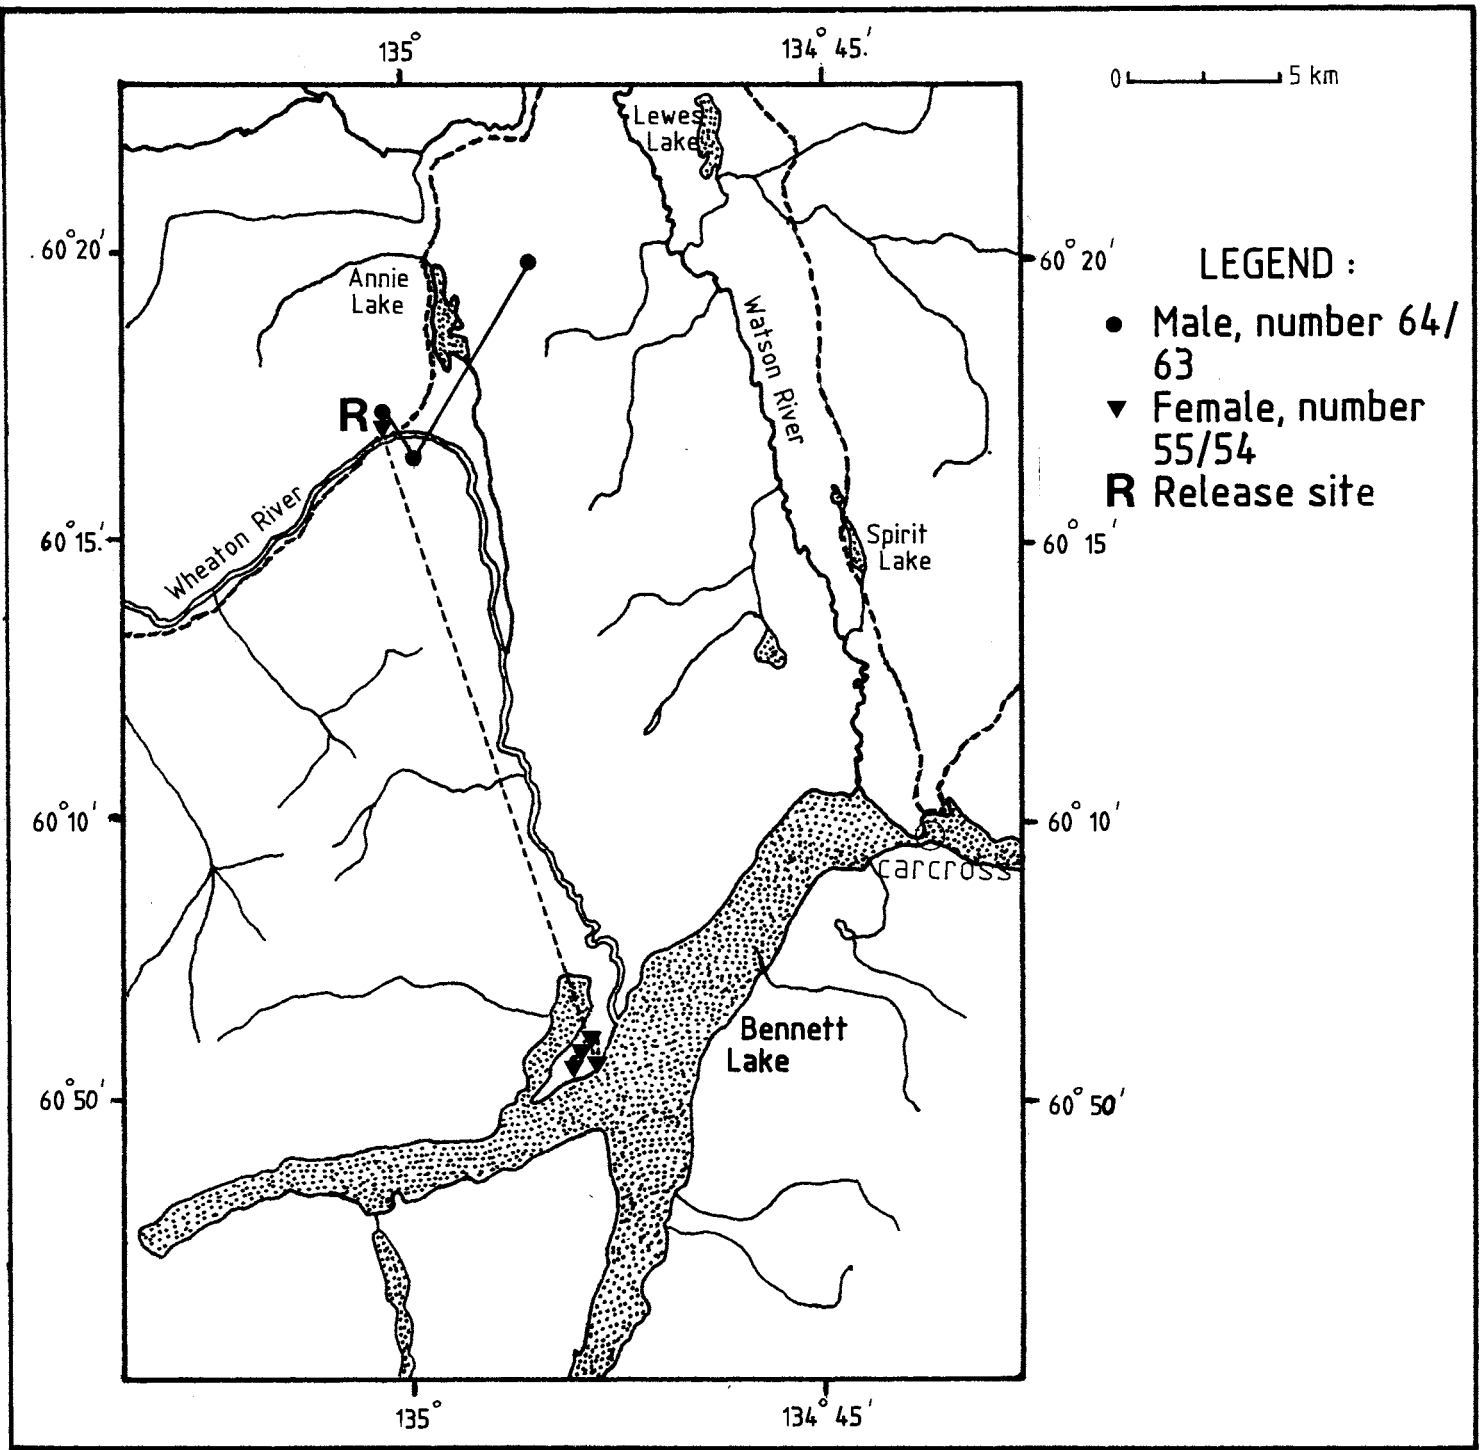 135°
134° 45.'
0
5 km
Lewes
Lake
60° 20'
60° 20'
Annie
Lake
LEGEND :
Male, number 64/
63
Female, number
55/54
R Release site
Watson River
R
Wheaton River
60° 15.'
60° 15'
Spirit
Lake
60° 10'
60° 10'
carcross
Bennett
Lake
60° 50'
60° 50'
135°
134° 45'